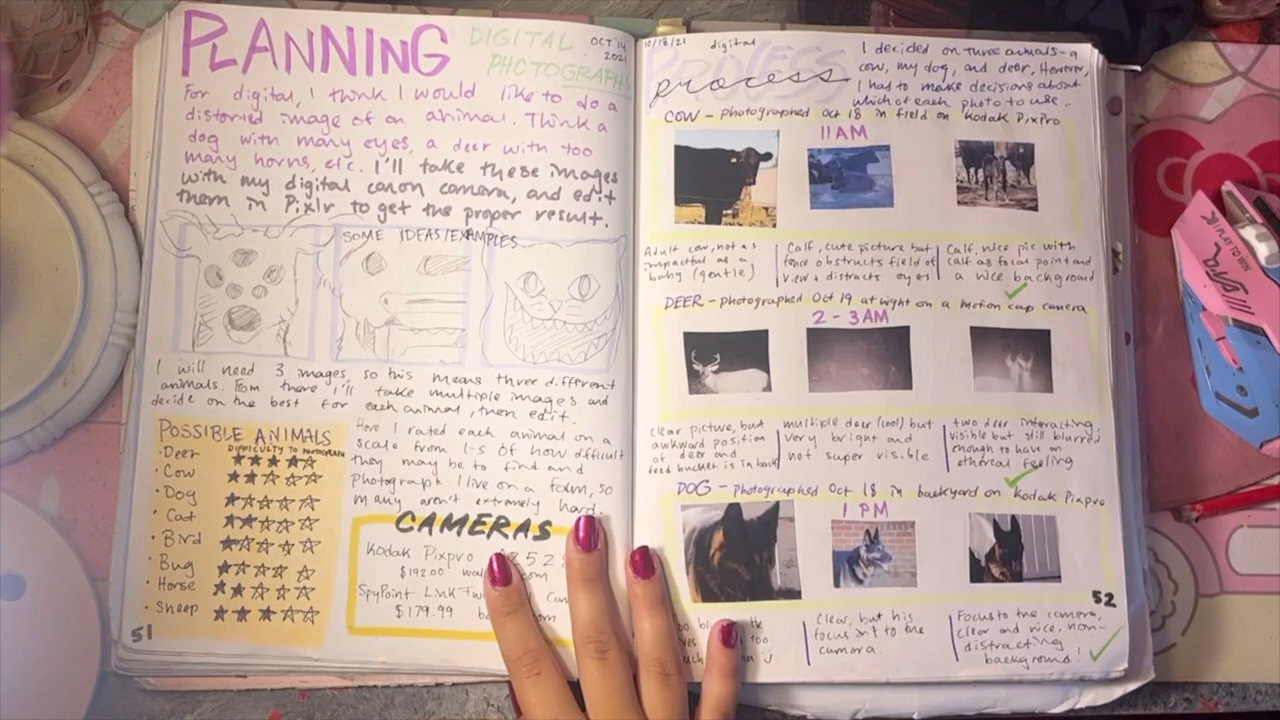 PLANNING
DIGITAL
PHOTOGRAPHY
OCT 14
2021
For digital, I think I would like to do a
distorted image of an animal. Think a
dog with many eyes, a deer with too
many horns, etc. I'll take these images
with my digital canon camera, and edit
them in Pixlr to get the proper result.
SOME IDEAS/EXAMPLES
I will need 3 images, so this means three different
animals. From there I'll take multiple images and
decide on the best for each animal, then edit.
POSSIBLE ANIMALS
DIFFICULTY TO PHOTOGRAPH
· Deer
· Cow
· Dog
· Cat
· Bird
· Bug
· Horse
· Sheep
Here I rated each animal on a
scale from 1-5 of how difficult
they may be to find and
photograph. I live on a farm, so
many aren't extremely hard.
CAMERAS
Kodak Pixpro
$192.00
SpyPoint Link
$179.99
51
10/18/21
digital
PROCESS
process
I decided on three animals - a
cow, my dog, and deer. However,
I had to make decisions about
which of each photo to use.
COW - photographed Oct 18 in field on Kodak PixPro
11 AM
Adult cow, not as
impactful as a
baby (gentle)
Calf, cute picture but
fence obstructs field of
view + distracts eyes
Calf, nice pic with
calf as focal point and
a nice background
DEER - photographed Oct 19 at night on a motion cap camera
2-3 AM
clear picture, but
awkward position
of deer and
feed bucket is in back
multiple deer (cool) but
very bright and
not super visible
two deer interacting,
visible but still blurred
enough to have an
ethereal feeling
DOG - photographed Oct 18 in backyard on Kodak Pixpro
1 PM
Clear, but his
focus isn't to the
camera.
Focus to the camera,
clear and nice, non-
distracting
background!
52
PLAY TO WIN